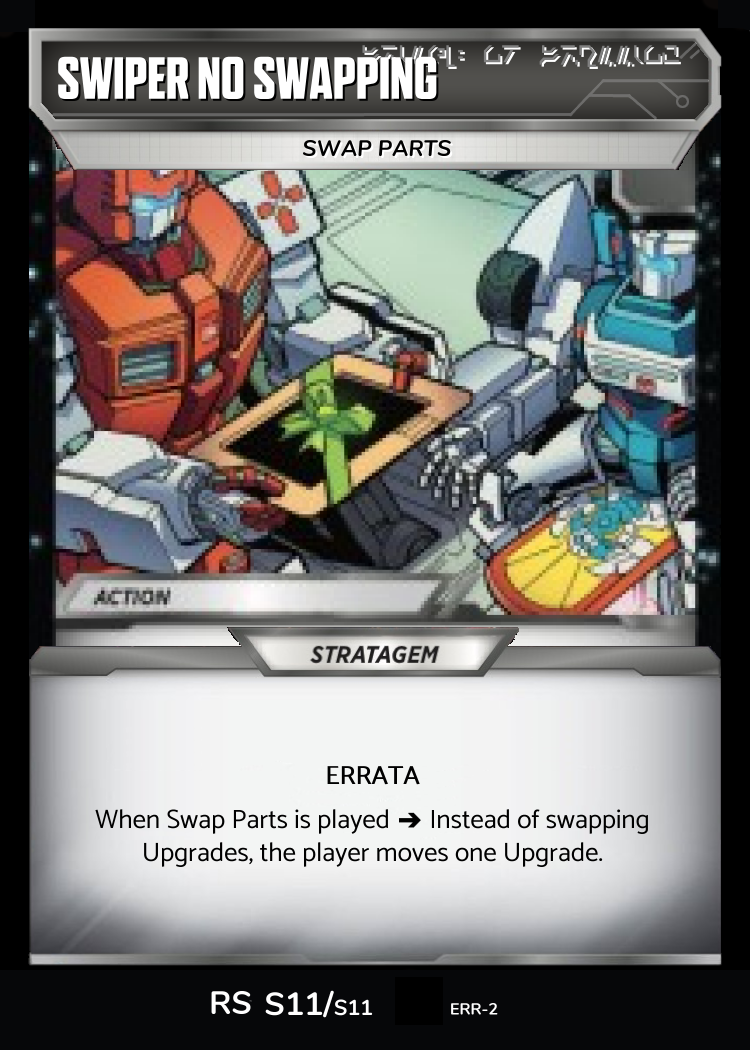 SWIPER NO SWAPPING
SWAP PARTS
ACTION
STRATAGEM
ERRATA
When Swap Parts is played ➔ Instead of swapping
Upgrades, the player moves one Upgrade.
RS S11/S11 ERR-2